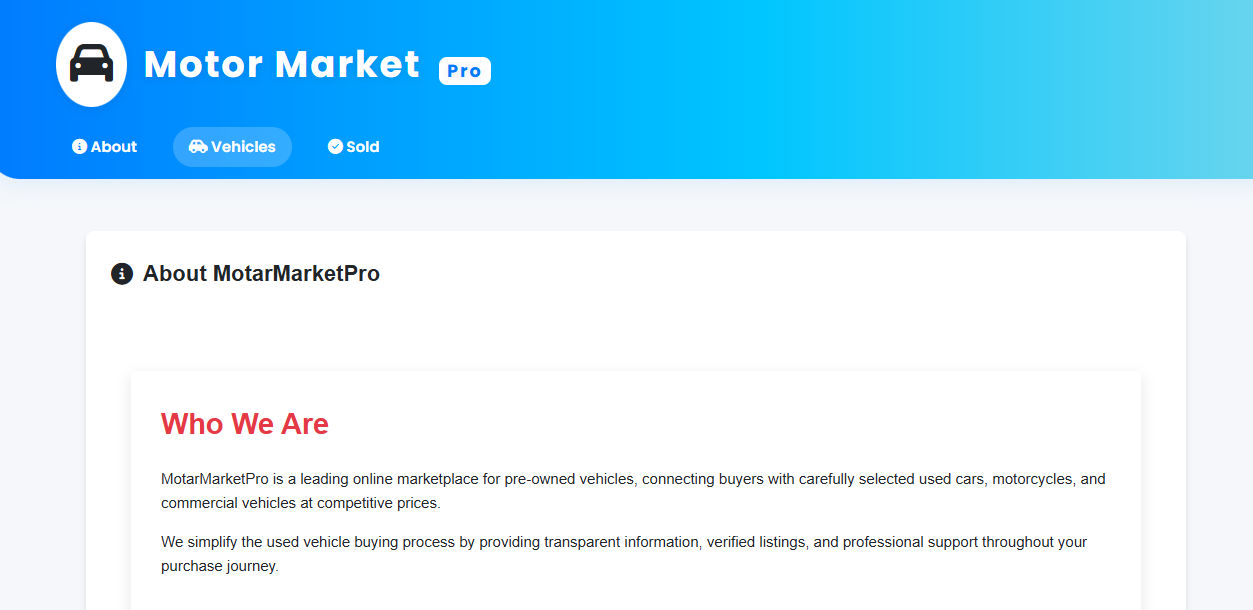 Motor Market Pro
About Vehicles Sold
About MotarMarketPro
Who We Are
MotarMarketPro is a leading online marketplace for pre-owned vehicles, connecting buyers with carefully selected used cars, motorcycles, and
commercial vehicles at competitive prices.
We simplify the used vehicle buying process by providing transparent information, verified listings, and professional support throughout your
purchase journey.